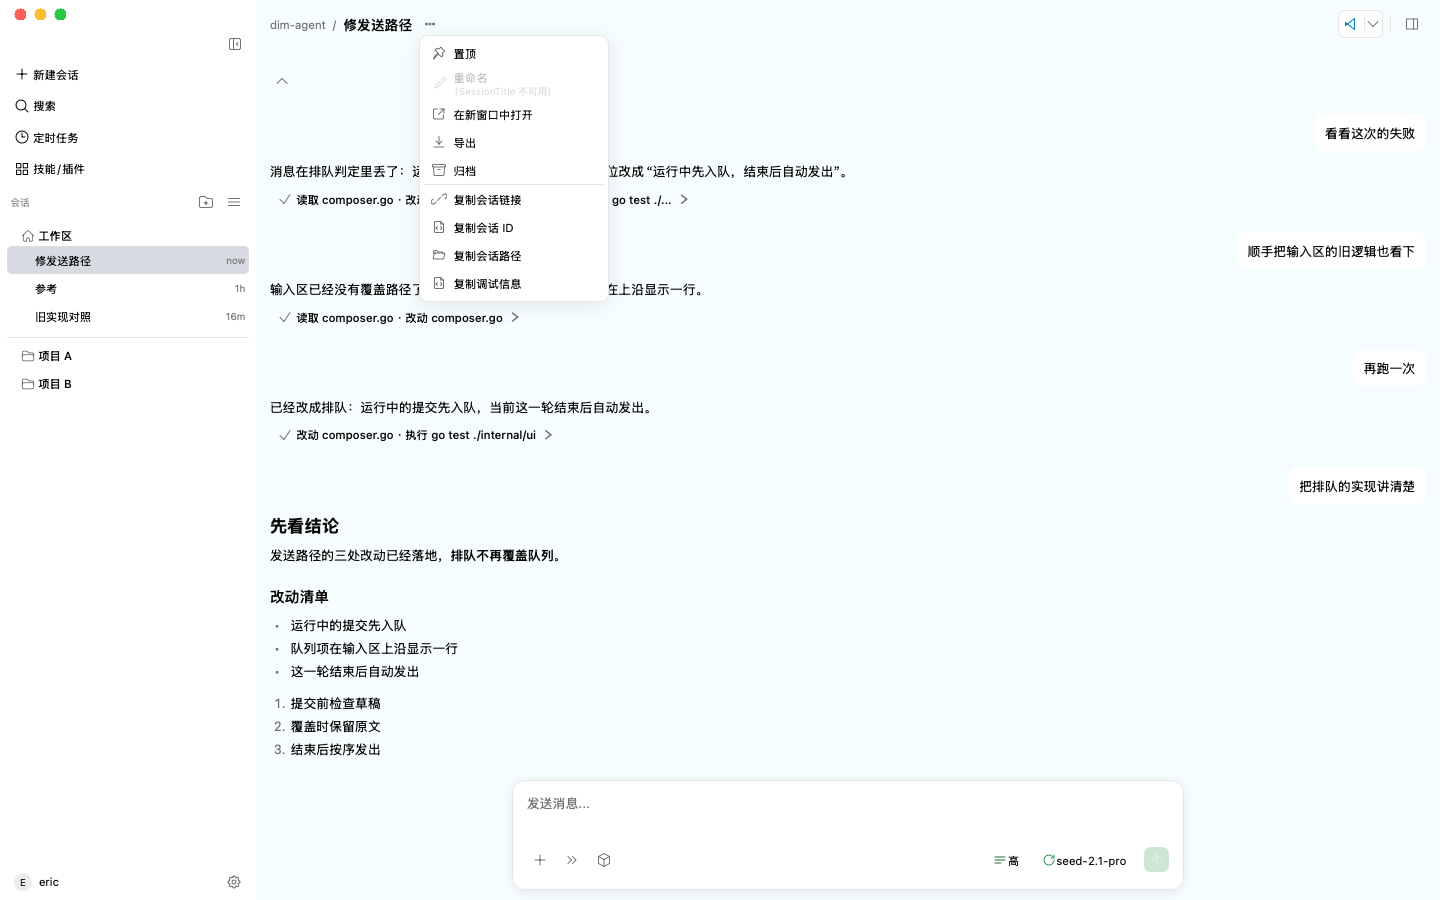 dim-agent / 修发送路径
新建会话
搜索
定时任务
技能/插件
会话
工作区
修发送路径 now
参考 1h
旧实现对照 16m
项目 A
项目 B
E eric
置顶
重命名
(SessionTitle 不可用)
在新窗口中打开
导出
归档
复制会话链接
复制会话 ID
复制会话路径
复制调试信息
看看这次的失败
消息在排队判定里丢了：
位改成 “运行中先入队，结束后自动发出”。
读取 composer.go · 改
go test ./...
顺手把输入区的旧逻辑也看下
输入区已经没有覆盖路径
在上沿显示一行。
读取 composer.go · 改动 composer.go
再跑一次
已经改成排队：运行中的提交先入队，当前这一轮结束后自动发出。
改动 composer.go · 执行 go test ./internal/ui
把排队的实现讲清楚
先看结论
发送路径的三处改动已经落地，排队不再覆盖队列。
改动清单
• 运行中的提交先入队
• 队列项在输入区上沿显示一行
• 这一轮结束后自动发出
1. 提交前检查草稿
2. 覆盖时保留原文
3. 结束后按序发出
发送消息...
高
seed-2.1-pro